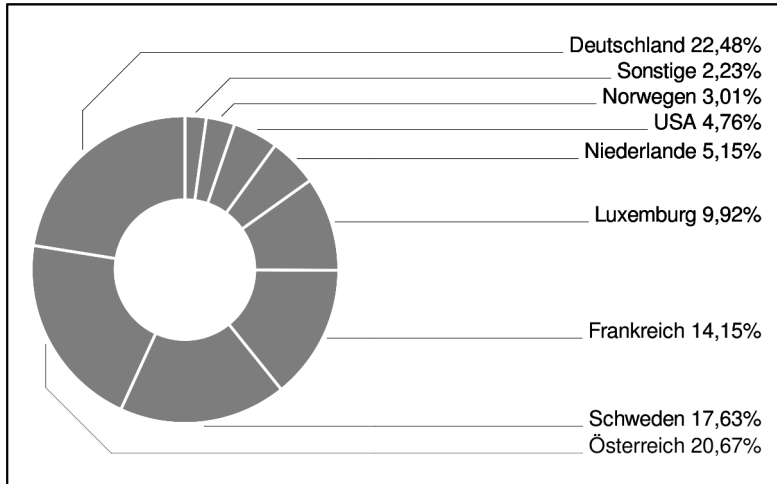 Deutschland 22,48%
Sonstige 2,23%
Norwegen 3,01%
USA 4,76%
Niederlande 5,15%
Luxemburg 9,92%
Frankreich 14,15%
Schweden 17,63%
Österreich 20,67%